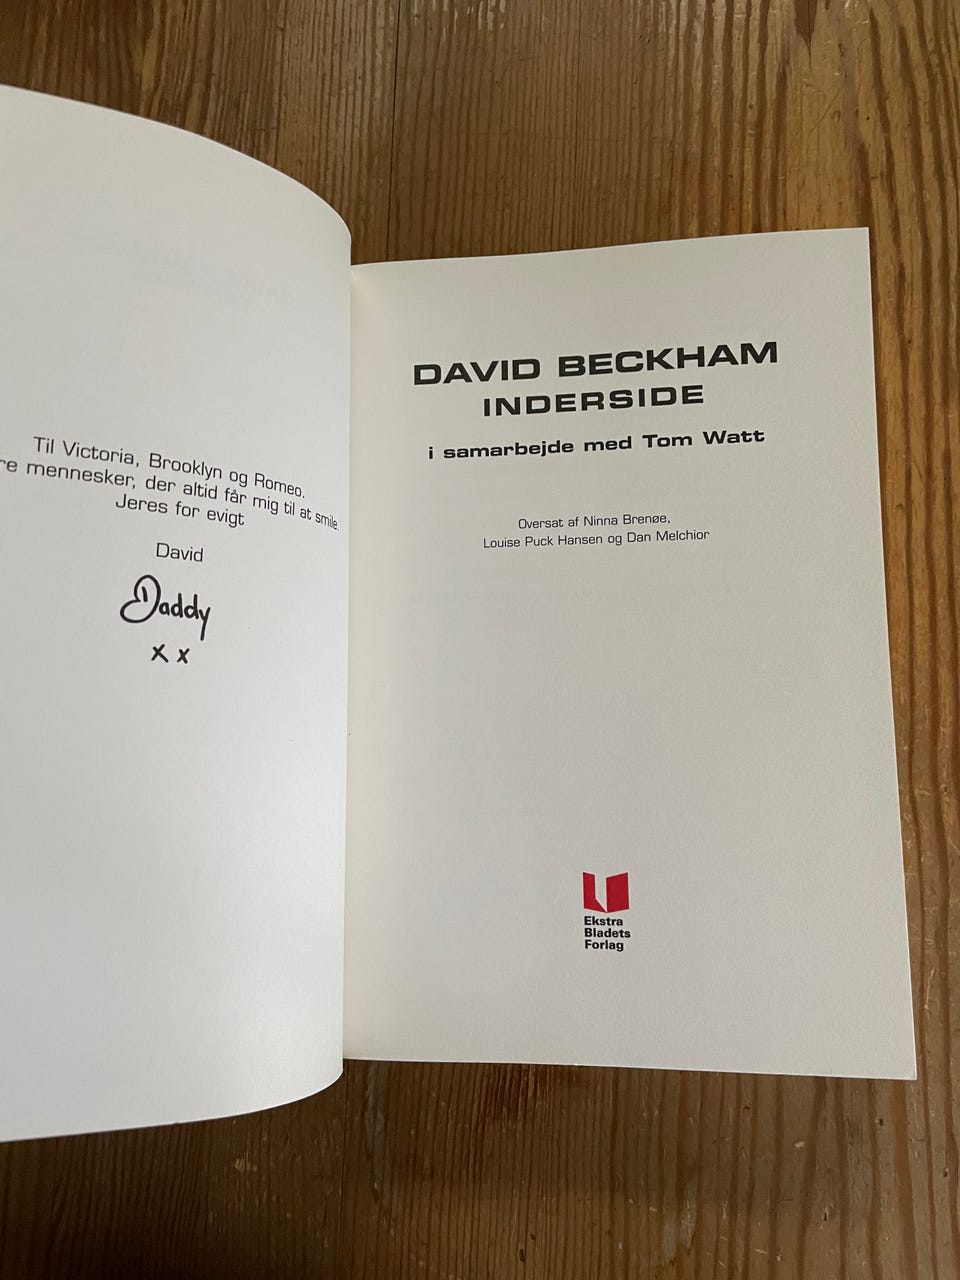 Til Victoria, Brooklyn og Romeo.
mennesker, der altid får mig til at smile.
Jeres for evigt
David
Daddy
x x
DAVID BECKHAM
INDERSIDE
i samarbejde med Tom Watt
Oversat af Ninna Brenøe,
Louise Puck Hansen og Dan Melchior
Ekstra
Bladets
Forlag